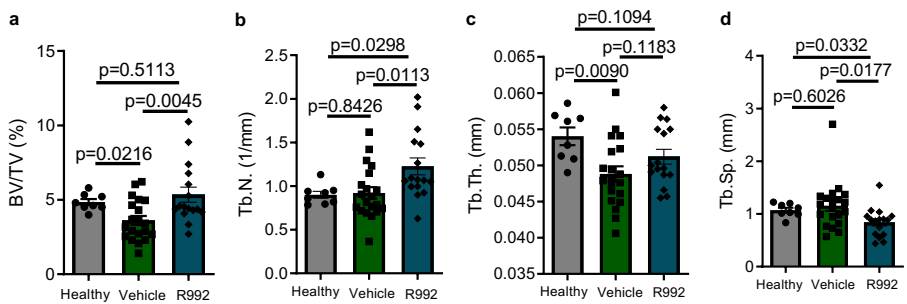 a
p=0.5113
p=0.0045
p=0.0216
BV/TV (%)
15
10
5
0
Healthy Vehicle R992
b
p=0.0298
p=0.0113
p=0.8426
Tb.N. (1/mm)
2.5
2.0
1.5
1.0
0.5
0.0
Healthy Vehicle R992
c
p=0.1094
p=0.1183
p=0.0090
Tb.Th. (mm)
0.065
0.060
0.055
0.050
0.045
0.040
0.035
Healthy Vehicle R992
d
p=0.0332
p=0.0177
p=0.6026
Tb.Sp. (mm)
4
3
2
1
0
Healthy Vehicle R992